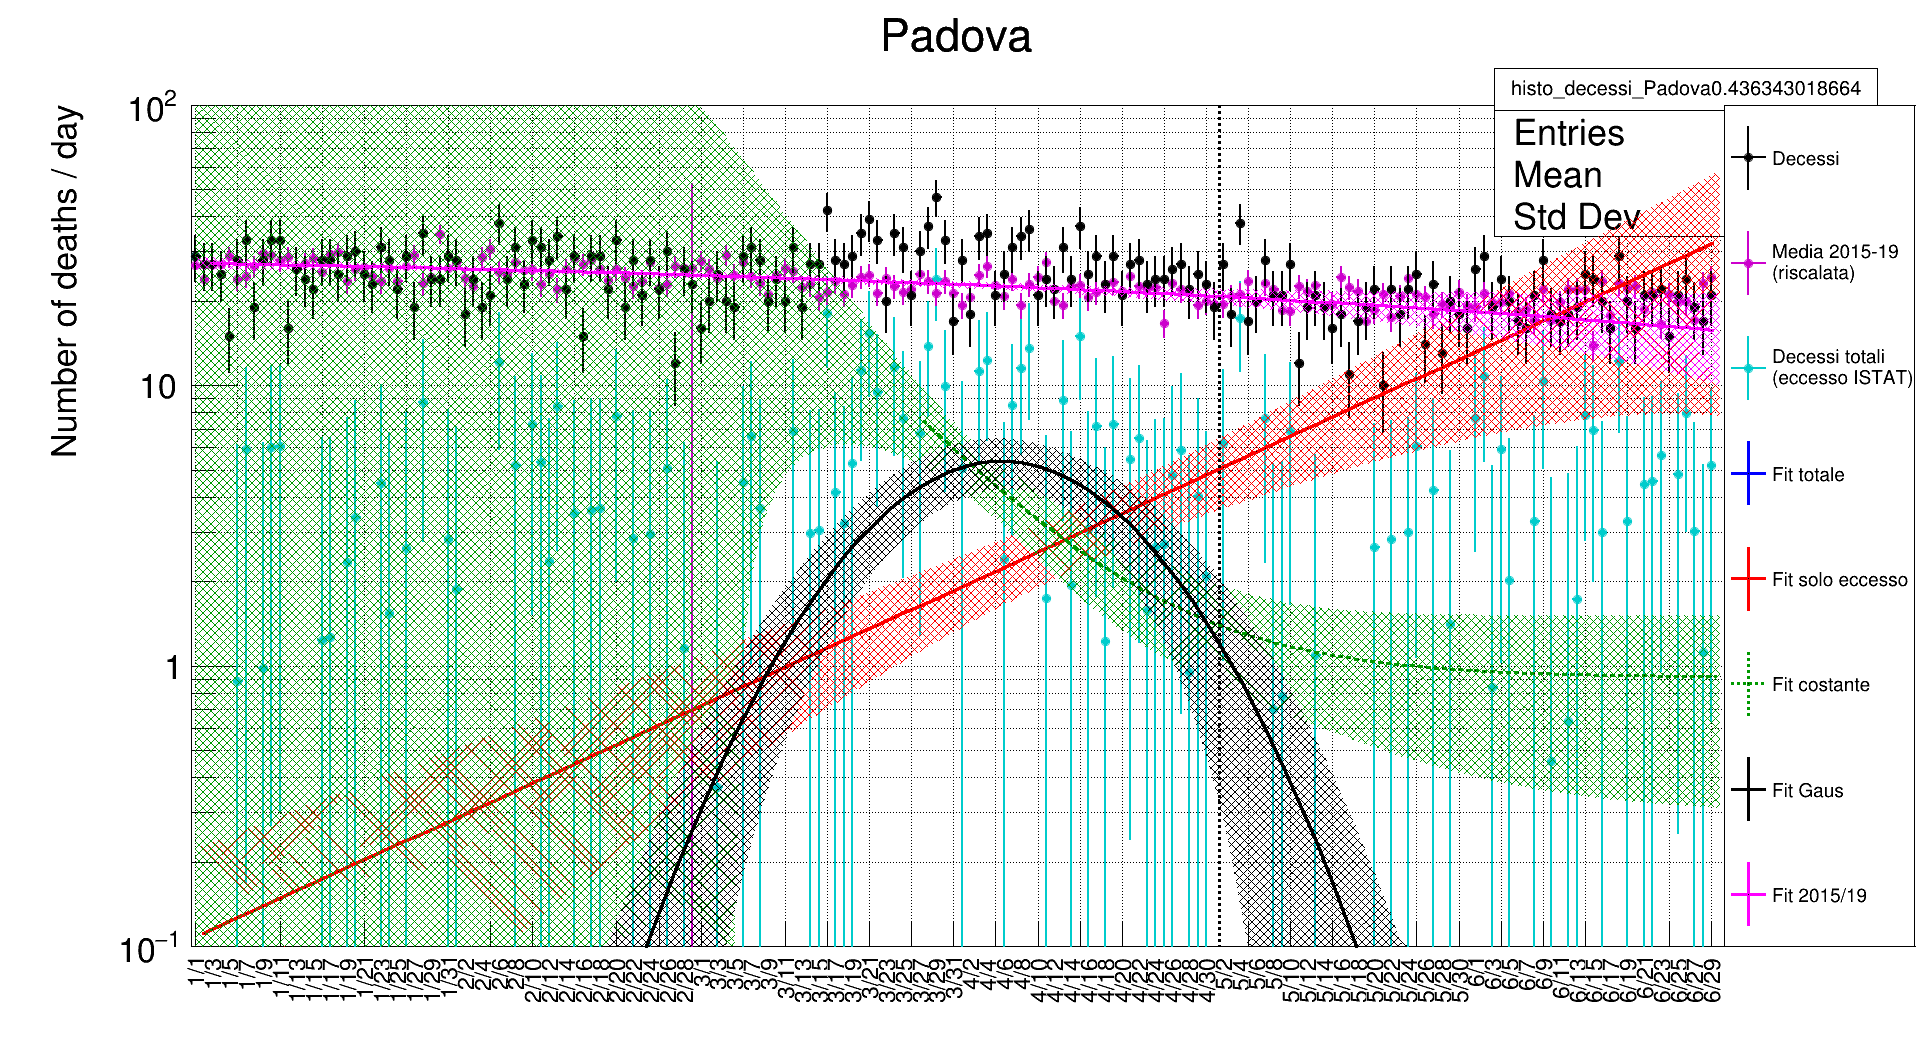 Padova
Number of deaths / day
histo_decessi_Padova0.436343018664
Entries
Mean
Std Dev
10²
10
1
10⁻¹
Decessi
Media 2015-19
(riscalata)
Decessi totali
(eccesso ISTAT)
Fit totale
Fit solo eccesso
Fit costante
Fit Gaus
Fit 2015/19
1/1 1/3 1/5 1/7 1/9 1/11 1/13 1/15 1/17 1/19 1/21 1/23 1/25 1/27 1/29 1/31 2/2 2/4 2/6 2/8 2/10 2/12 2/14 2/16 2/18 2/20 2/22 2/24 2/26 2/28 3/1 3/3 3/5 3/7 3/9 3/11 3/13 3/15 3/17 3/19 3/21 3/23 3/25 3/27 3/29 3/31 4/2 4/4 4/6 4/8 4/10 4/12 4/14 4/16 4/18 4/20 4/22 4/24 4/26 4/28 4/30 5/2 5/4 5/6 5/8 5/10 5/12 5/14 5/16 5/18 5/20 5/22 5/24 5/26 5/28 5/30 6/1 6/3 6/5 6/7 6/9 6/11 6/13 6/15 6/17 6/19 6/21 6/23 6/25 6/27 6/29